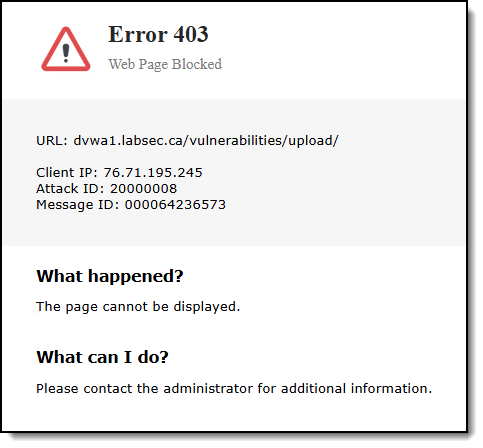 Error 403
Web Page Blocked
URL: dvwa1.labsec.ca/vulnerabilities/upload/
Client IP: 76.71.195.245
Attack ID: 20000008
Message ID: 000064236573
What happened?
The page cannot be displayed.
What can I do?
Please contact the administrator for additional information.